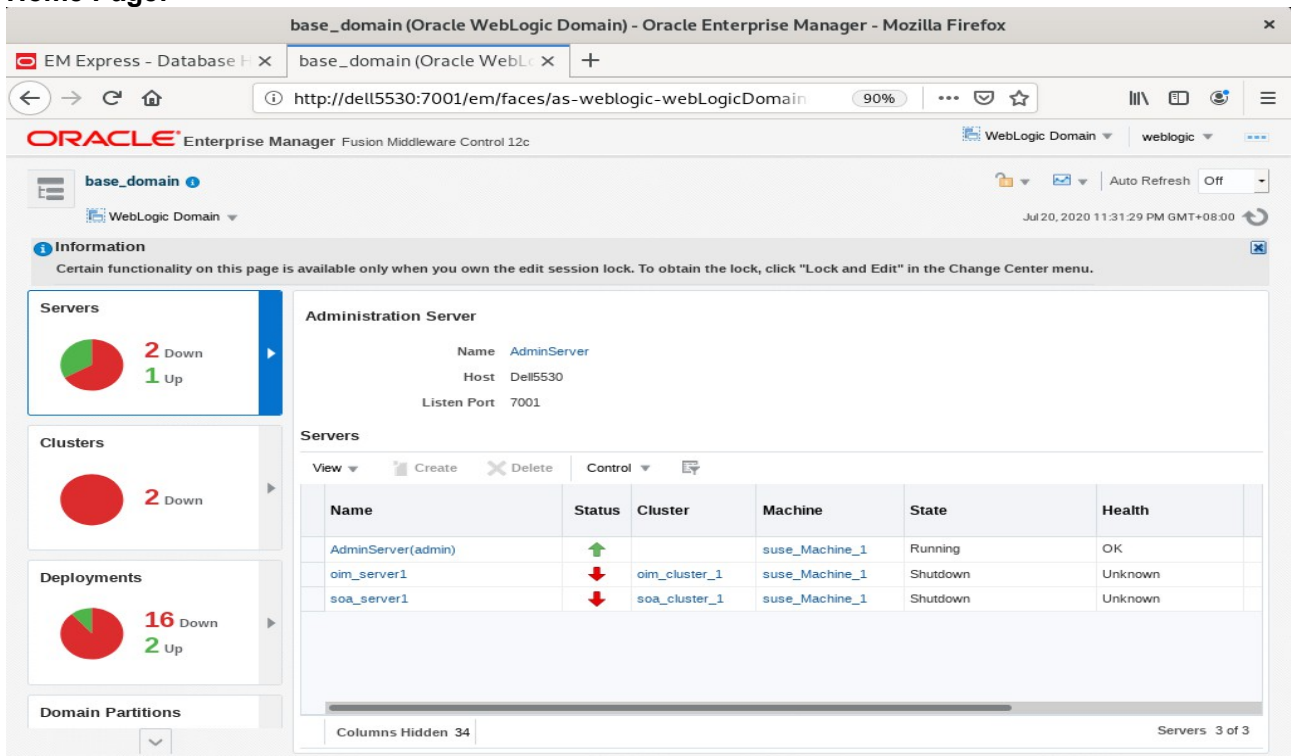 Home Page.
base_domain (Oracle WebLogic Domain) - Oracle Enterprise Manager - Mozilla Firefox
EM Express - Database H
base_domain (Oracle WebLo
http://dell5530:7001/em/faces/as-weblogic-webLogicDomain
90%
ORACLE Enterprise Manager Fusion Middleware Control 12c
WebLogic Domain
weblogic
base_domain
Auto Refresh Off
WebLogic Domain
Jul 20, 2020 11:31:29 PM GMT+08:00
Information
Certain functionality on this page is available only when you own the edit session lock. To obtain the lock, click "Lock and Edit" in the Change Center menu.
Servers
2 Down
1 Up
Clusters
2 Down
Deployments
16 Down
2 Up
Domain Partitions
Administration Server
Name AdminServer
Host Dell5530
Listen Port 7001
Servers
View Create Delete Control
Name Status Cluster Machine State Health
AdminServer(admin) suse_Machine_1 Running OK
oim_server1 oim_cluster_1 suse_Machine_1 Shutdown Unknown
soa_server1 soa_cluster_1 suse_Machine_1 Shutdown Unknown
Columns Hidden 34
Servers 3 of 3